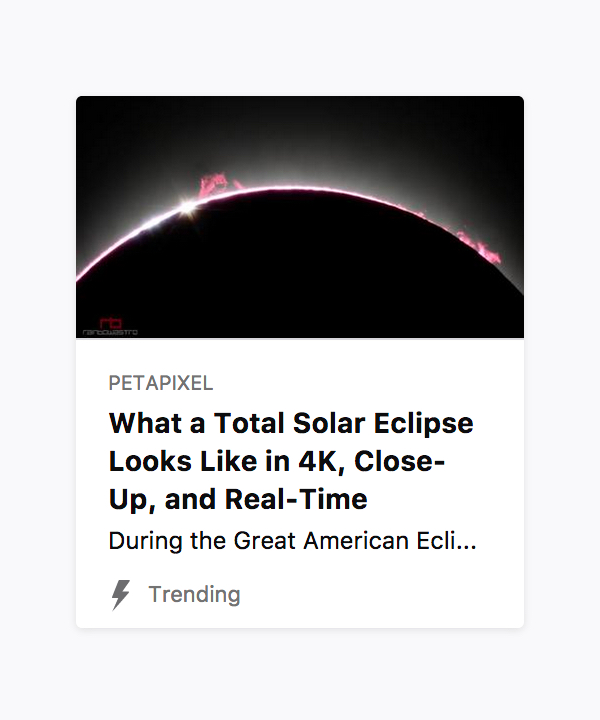 rb
rainbowastro
PETAPIXEL
What a Total Solar Eclipse
Looks Like in 4K, Close-
Up, and Real-Time
During the Great American Ecli...
Trending